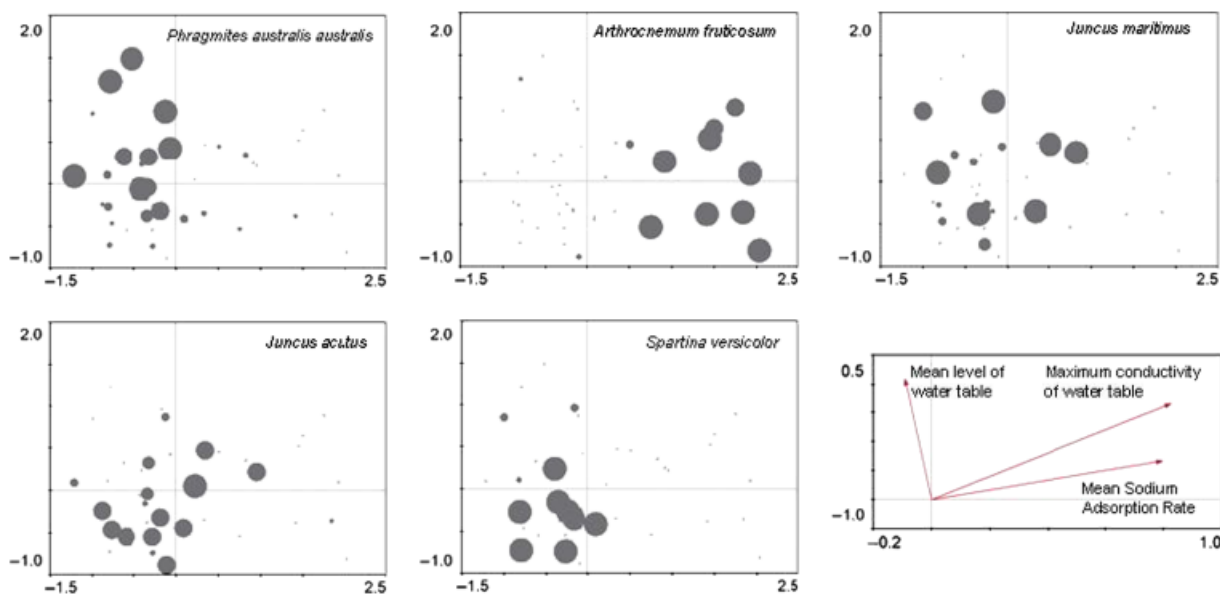 2.0
Phragmites australis australis
−1.0
−1.5
2.5
2.0
Arthrocnemum fruticosum
−1.0
−1.5
2.5
2.0
Juncus maritimus
−1.0
−1.5
2.5
2.0
Juncus acutus
−1.0
−1.5
2.5
2.0
Spartina versicolor
−1.0
−1.5
2.5
0.5
Mean level of
water table
Maximum conductivity
of water table
Mean Sodium
Adsorption Rate
−1.0
−0.2
1.0